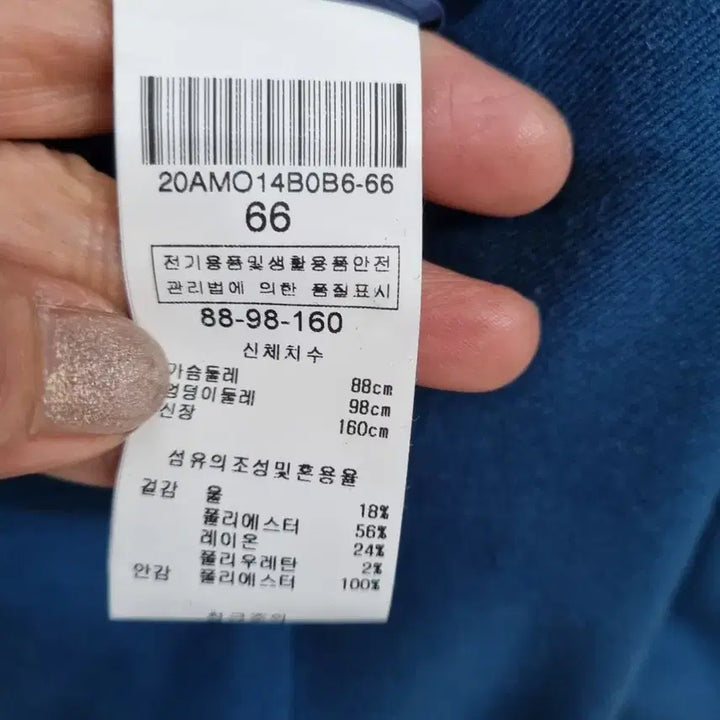 20AMO14B0B6-66
66
전기용품및생활용품안전
관리법에 의한 품질표시
88-98-160
신체치수
가슴둘레 88cm
엉덩이둘레 98cm
신장 160cm
섬유의조성및혼용율
겉감 울 18%
폴리에스터 56%
레이온 24%
폴리우레탄 2%
안감 폴리에스터 100%